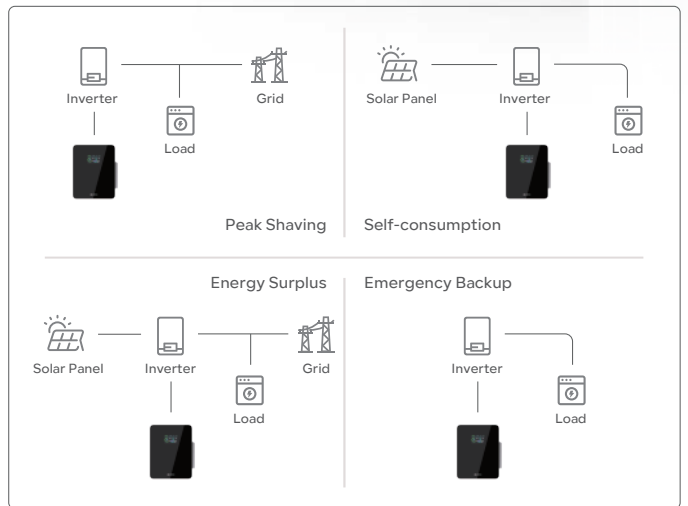 Inverter
Grid
Load
Peak Shaving
Solar Panel
Inverter
Load
Self-consumption
Energy Surplus
Solar Panel
Inverter
Grid
Load
Emergency Backup
Inverter
Load